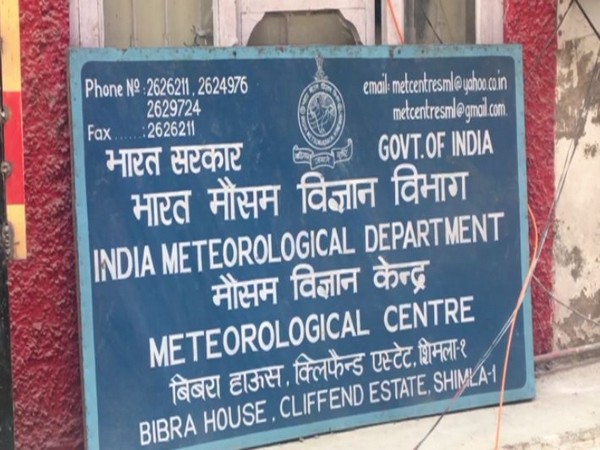 Phone Nº : 2626211, 2624976
2629724
Fax ...... : 2626211
email: metcentresml@yahoo.co.in
metcentresml@gmail.com
भारत सरकार
GOVT. OF INDIA
भारत मौसम विज्ञान विभाग
INDIA METEOROLOGICAL DEPARTMENT
मौसम विज्ञान केन्द्र
METEOROLOGICAL CENTRE
बिबरा हाऊस, क्लिफैन्ड एस्टेट, शिमला-१
BIBRA HOUSE, CLIFFEND ESTATE, SHIMLA-1